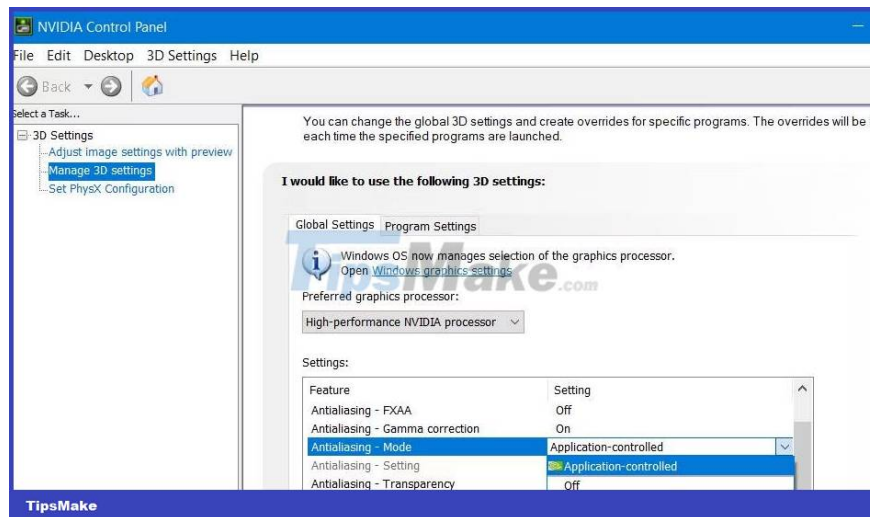 NVIDIA Control Panel
File Edit Desktop 3D Settings Help
Back
Select a Task...
3D Settings
Adjust image settings with preview
Manage 3D settings
Set PhysX Configuration
You can change the global 3D settings and create overrides for specific programs. The overrides will be
each time the specified programs are launched.
I would like to use the following 3D settings:
Global Settings Program Settings
Windows OS now manages selection of the graphics processor.
Open Windows graphics settings
TipsMake.com
Preferred graphics processor:
High-performance NVIDIA processor
Settings:
Feature Setting
Antialiasing - FXAA Off
Antialiasing - Gamma correction On
Antialiasing - Mode Application-controlled
Antialiasing - Setting Application-controlled
Antialiasing - Transparency Off
TipsMake